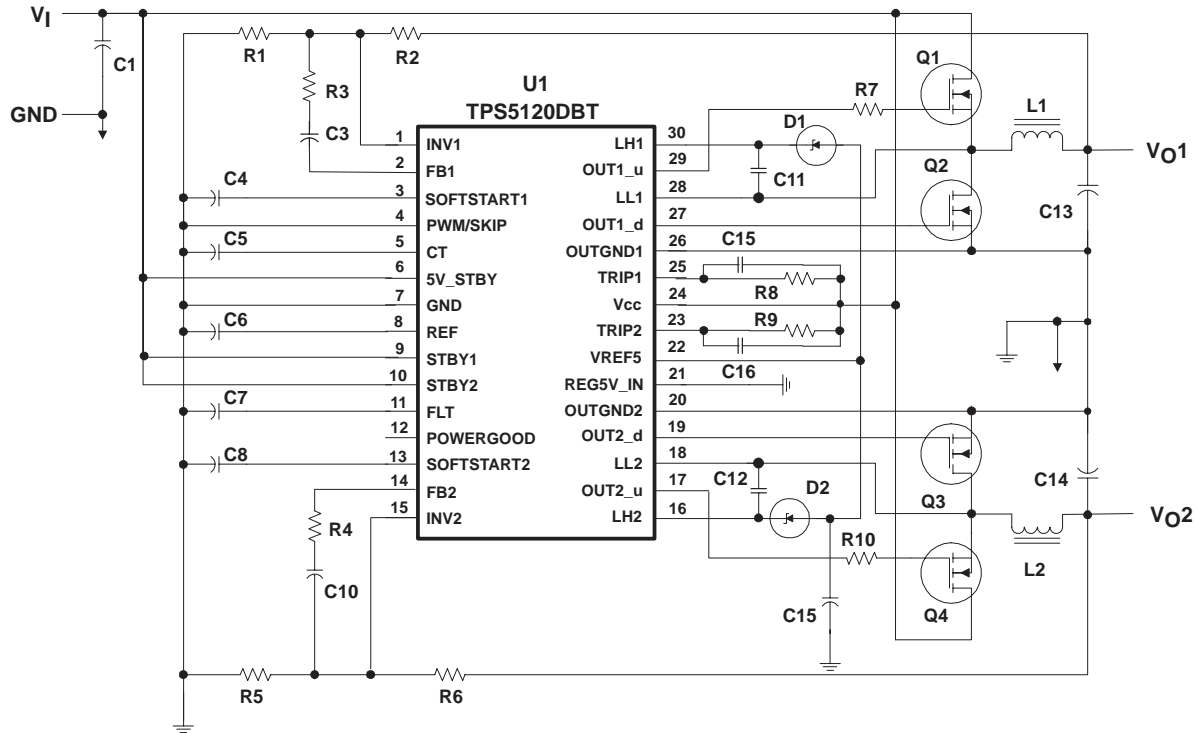 VI
C1
GND
R1
R2
R3
C3
U1
TPS5120DBT
R7
Q1
L1
VO1
D1
C11
Q2
C13
C4
C5
C6
C7
C8
1 INV1
2 FB1
3 SOFTSTART1
4 PWM/SKIP
5 CT
6 5V_STBY
7 GND
8 REF
9 STBY1
10 STBY2
11 FLT
12 POWERGOOD
13 SOFTSTART2
14 FB2
15 INV2
LH1 30
OUT1_u 29
LL1 28
OUT1_d 27
OUTGND1 26
TRIP1 25
Vcc 24
TRIP2 23
VREF5 22
REG5V_IN 21
OUTGND2 20
OUT2_d 19
LL2 18
OUT2_u 17
LH2 16
C15
R8
R9
C16
C12
D2
Q3
C14
VO2
R4
C10
R10
L2
Q4
C15
R5
R6